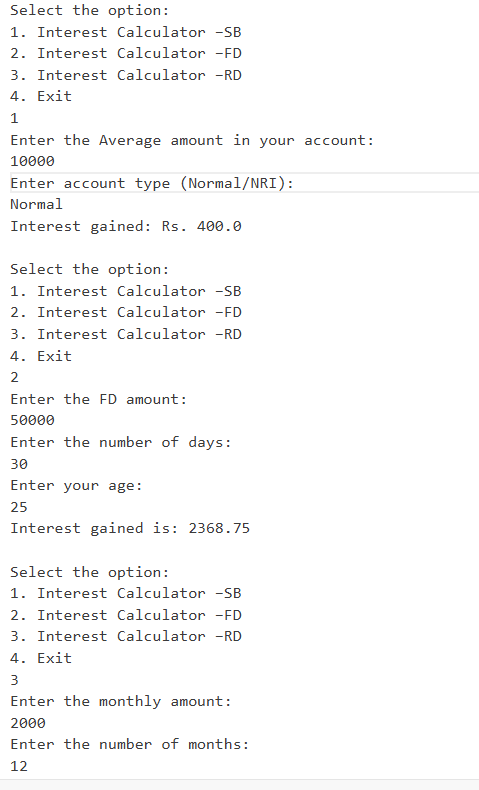 Select the option:
1. Interest Calculator –SB
2. Interest Calculator –FD
3. Interest Calculator –RD
4. Exit
1
Enter the Average amount in your account:
10000
Enter account type (Normal/NRI):
Normal
Interest gained: Rs. 400.0

Select the option:
1. Interest Calculator –SB
2. Interest Calculator –FD
3. Interest Calculator –RD
4. Exit
2
Enter the FD amount:
50000
Enter the number of days:
30
Enter your age:
25
Interest gained is: 2368.75

Select the option:
1. Interest Calculator –SB
2. Interest Calculator –FD
3. Interest Calculator –RD
4. Exit
3
Enter the monthly amount:
2000
Enter the number of months:
12